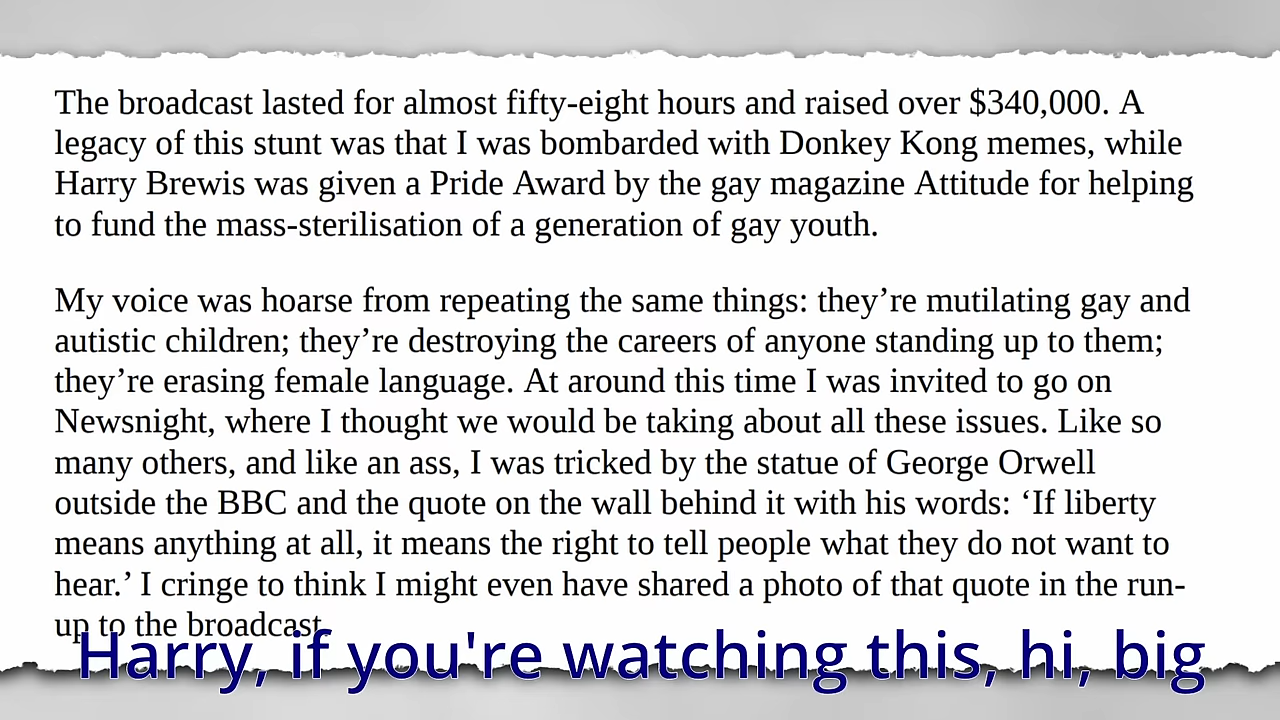 The broadcast lasted for almost fifty-eight hours and raised over $340,000. A
legacy of this stunt was that I was bombarded with Donkey Kong memes, while
Harry Brewis was given a Pride Award by the gay magazine Attitude for helping
to fund the mass-sterilisation of a generation of gay youth.
My voice was hoarse from repeating the same things: they’re mutilating gay and
autistic children; they’re destroying the careers of anyone standing up to them;
they’re erasing female language. At around this time I was invited to go on
Newsnight, where I thought we would be taking about all these issues. Like so
many others, and like an ass, I was tricked by the statue of George Orwell
outside the BBC and the quote on the wall behind it with his words: ‘If liberty
means anything at all, it means the right to tell people what they do not want to
hear.’ I cringe to think I might even have shared a photo of that quote in the run-
up to the broadcast.
Harry, if you're watching this, hi, big